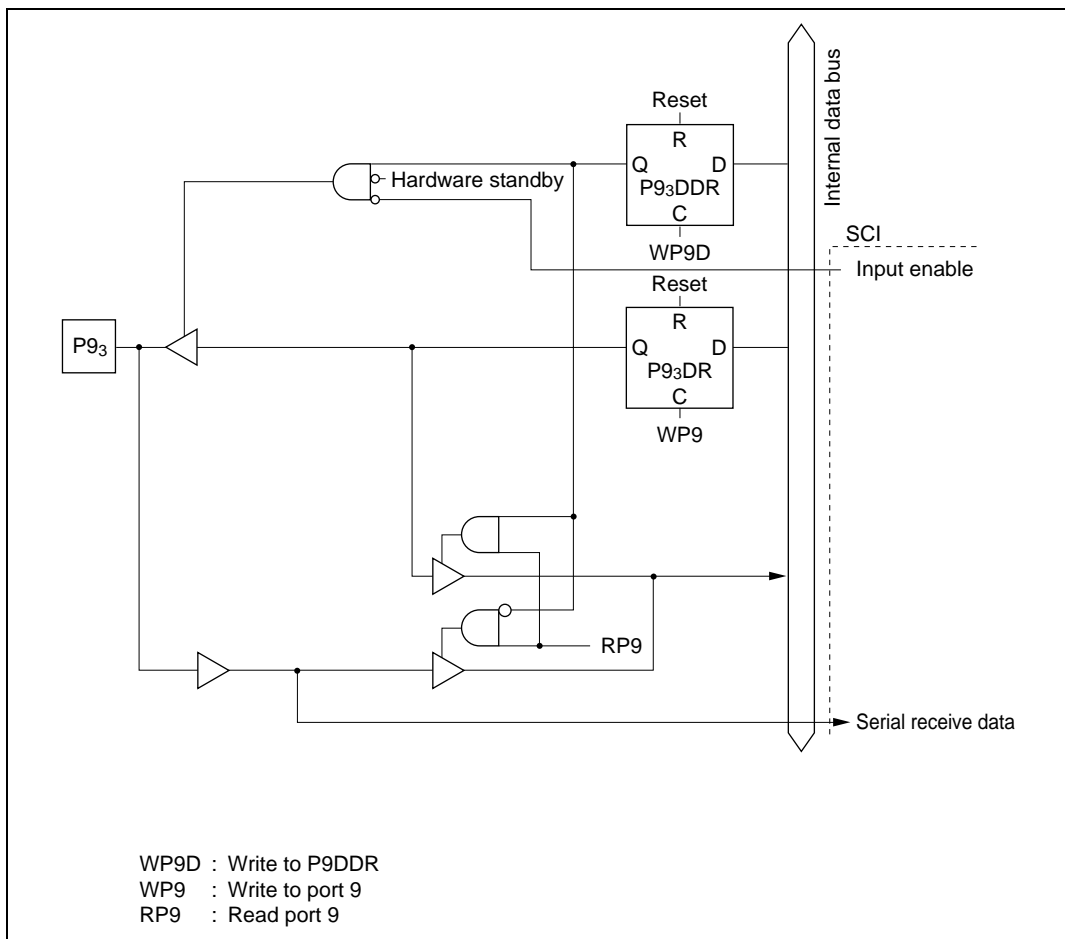 Reset
R
Q D
P9₃DDR
C
WP9D
Hardware standby
Internal data bus
SCI
Input enable
Reset
R
Q D
P9₃DR
C
WP9
P9₃
RP9
Serial receive data
WP9D : Write to P9DDR
WP9 : Write to port 9
RP9 : Read port 9